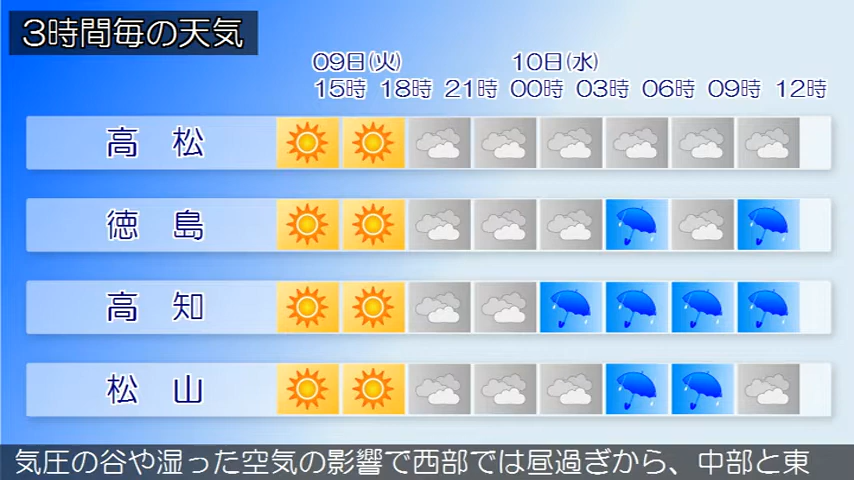 3時間毎の天気
09日(火) 10日(水)
15時 18時 21時 00時 03時 06時 09時 12時
高松
徳島
高知
松山
気圧の谷や湿った空気の影響で西部では昼過ぎから、中部と東